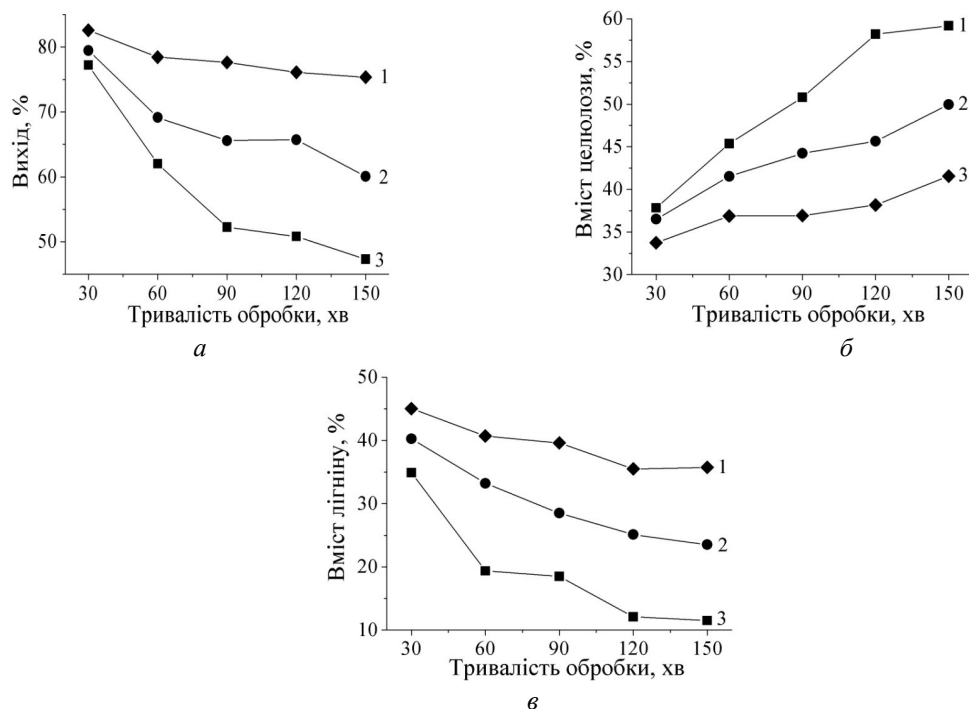 Вихід, %
80
70
60
50
1
2
3
30 60 90 120 150
Тривалість обробки, хв
а
Вміст целюлози, %
60
55
50
45
40
35
30
1
2
3
30 60 90 120 150
Тривалість обробки, хв
б
Вміст лігніну, %
50
40
30
20
10
1
2
3
30 60 90 120 150
Тривалість обробки, хв
в